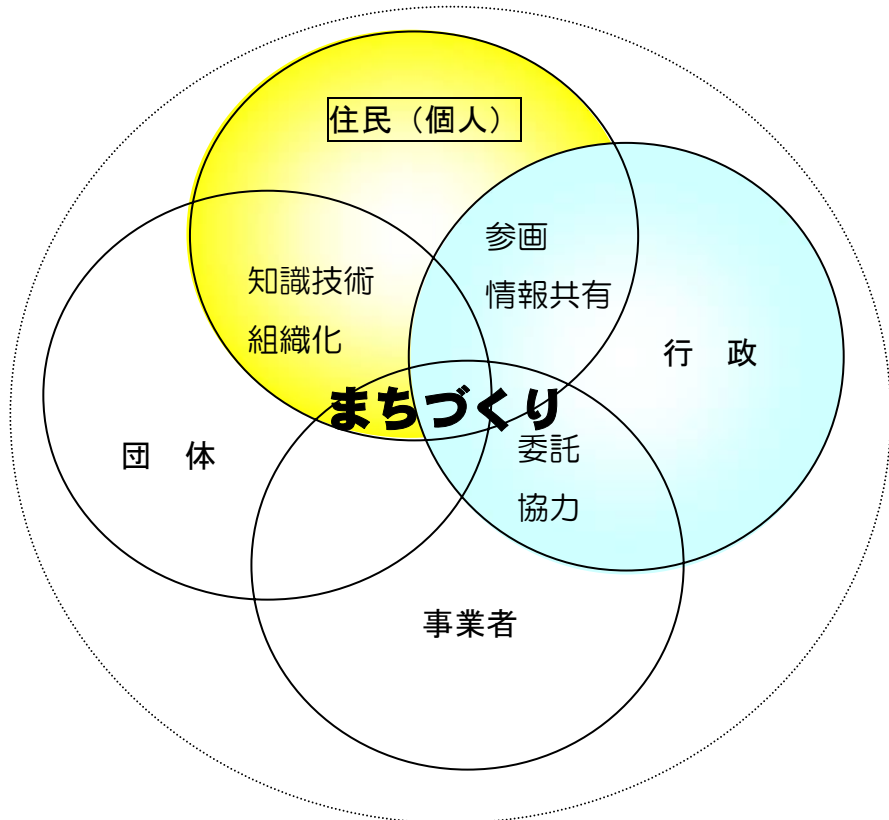 住民（個人）
参画
情報共有
知識技術
組織化
行　政
まちづくり
団　体
委託
協力
事業者